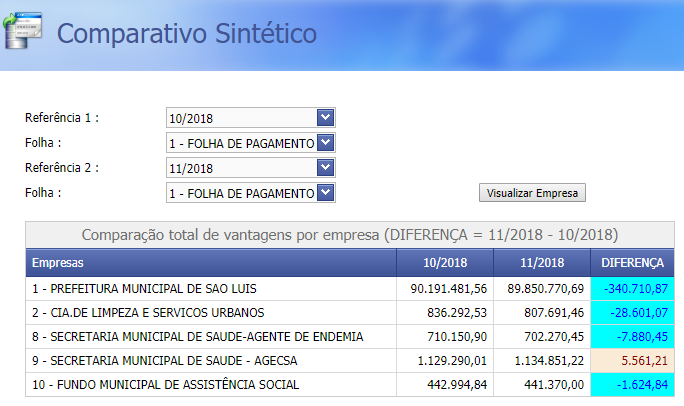 Comparativo Sintético
Referência 1 : 10/2018
Folha : 1 - FOLHA DE PAGAMENTO
Referência 2 : 11/2018
Folha : 1 - FOLHA DE PAGAMENTO Visualizar Empresa
Comparação total de vantagens por empresa (DIFERENÇA = 11/2018 - 10/2018)
Empresas 10/2018 11/2018 DIFERENÇA
1 - PREFEITURA MUNICIPAL DE SAO LUIS 90.191.481,56 89.850.770,69 -340.710,87
2 - CIA.DE LIMPEZA E SERVICOS URBANOS 836.292,53 807.691,46 -28.601,07
8 - SECRETARIA MUNICIPAL DE SAUDE-AGENTE DE ENDEMIA 710.150,90 702.270,45 -7.880,45
9 - SECRETARIA MUNICIPAL DE SAUDE - AGECSA 1.129.290,01 1.134.851,22 5.561,21
10 - FUNDO MUNICIPAL DE ASSISTÊNCIA SOCIAL 442.994,84 441.370,00 -1.624,84